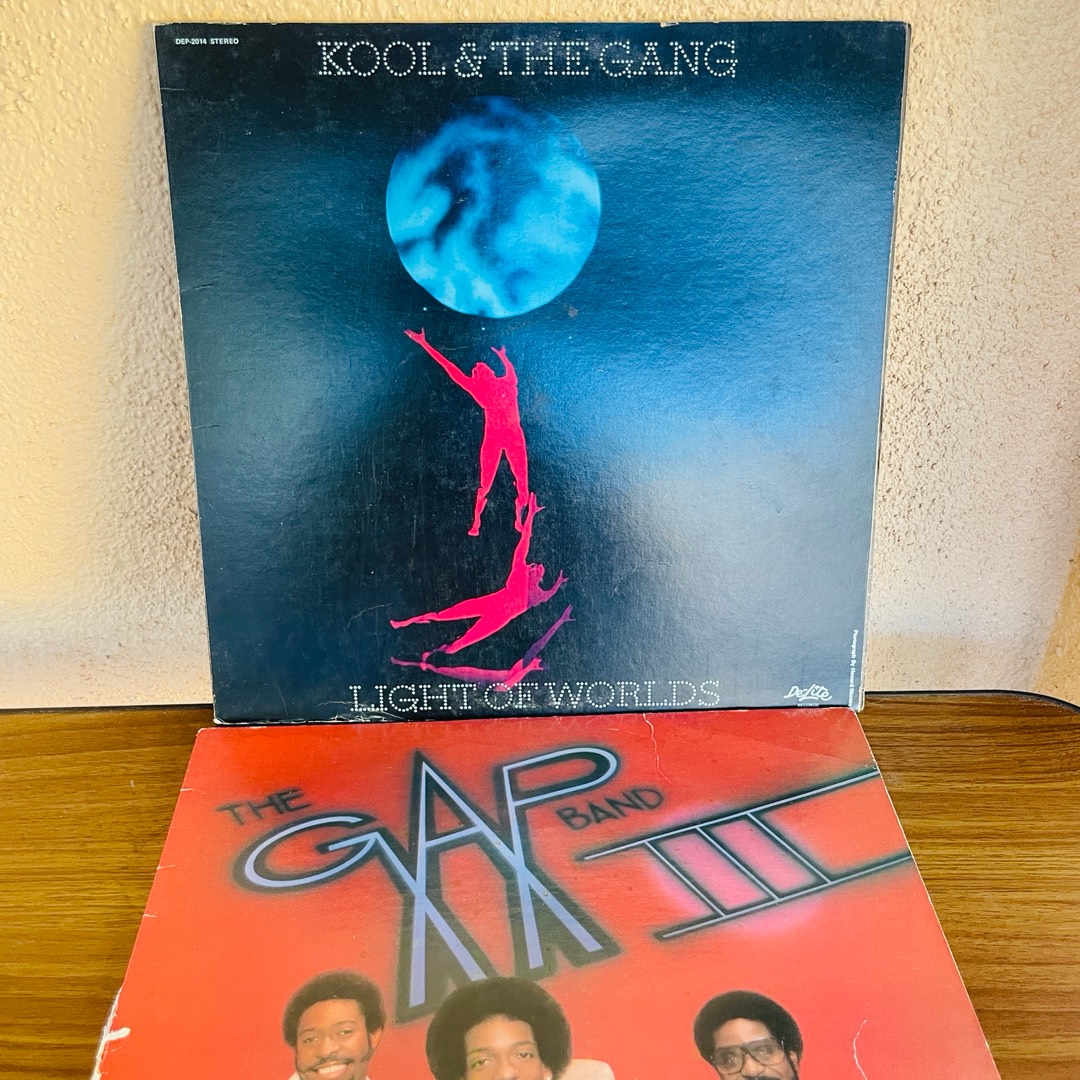 DEP-2014 STEREO
KOOL & THE GANG
LIGHT OF WORLDS
De-Lite
RECORDS
THE
GAP
BAND
III